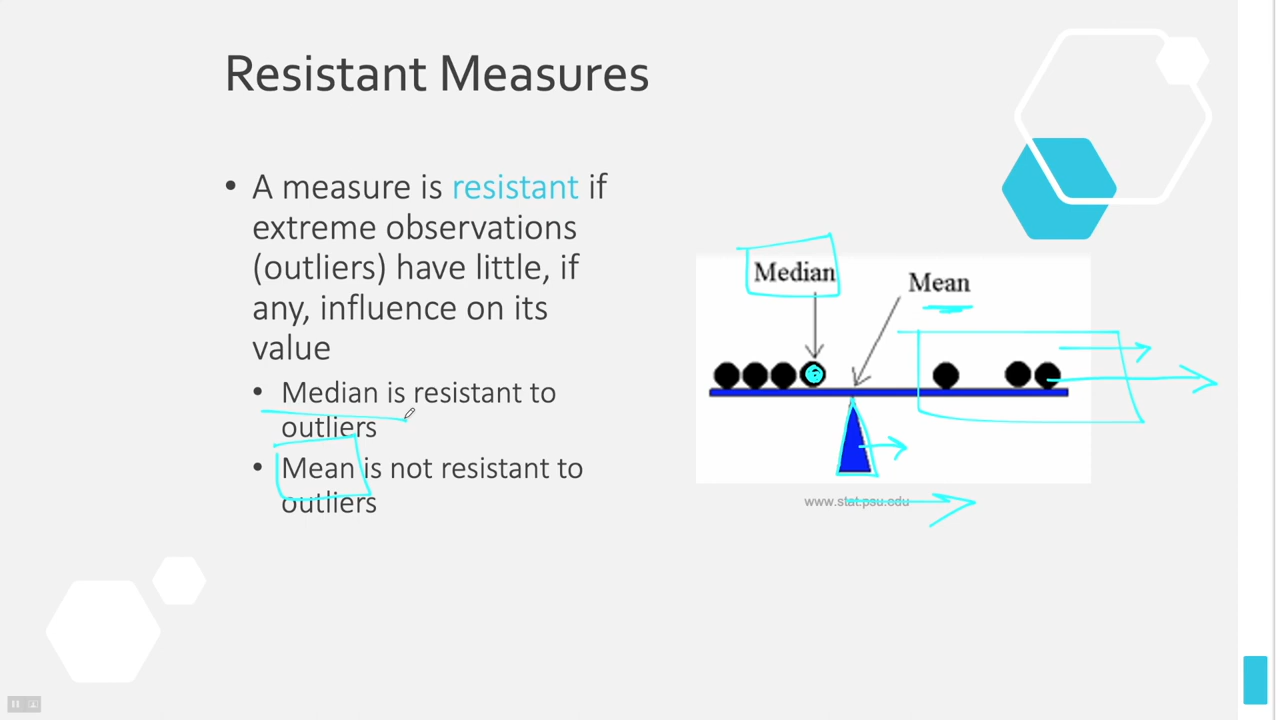 Resistant Measures
• A measure is resistant if
extreme observations
(outliers) have little, if
any, influence on its
value
• Median is resistant to
outliers
• Mean is not resistant to
outliers
Median
Mean
www.stat.psu.edu